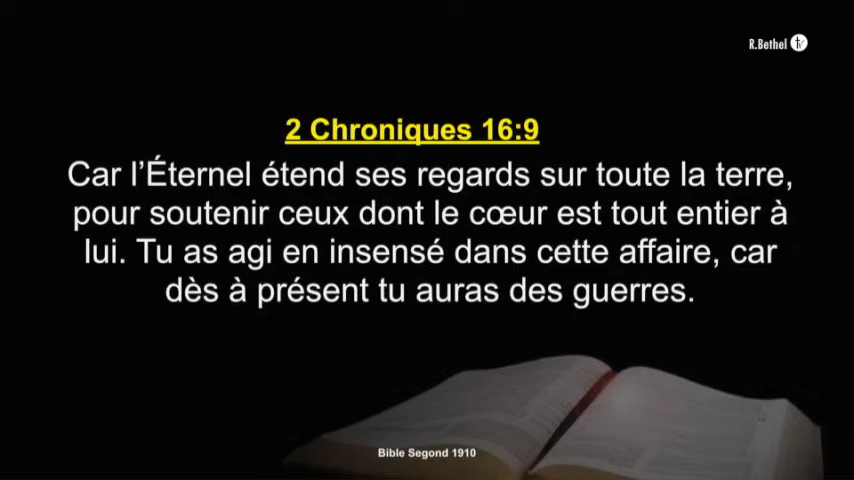 R.Bethel tv
2 Chroniques 16:9
Car l’Éternel étend ses regards sur toute la terre,
pour soutenir ceux dont le cœur est tout entier à
lui. Tu as agi en insensé dans cette affaire, car
dès à présent tu auras des guerres.
Bible Segond 1910